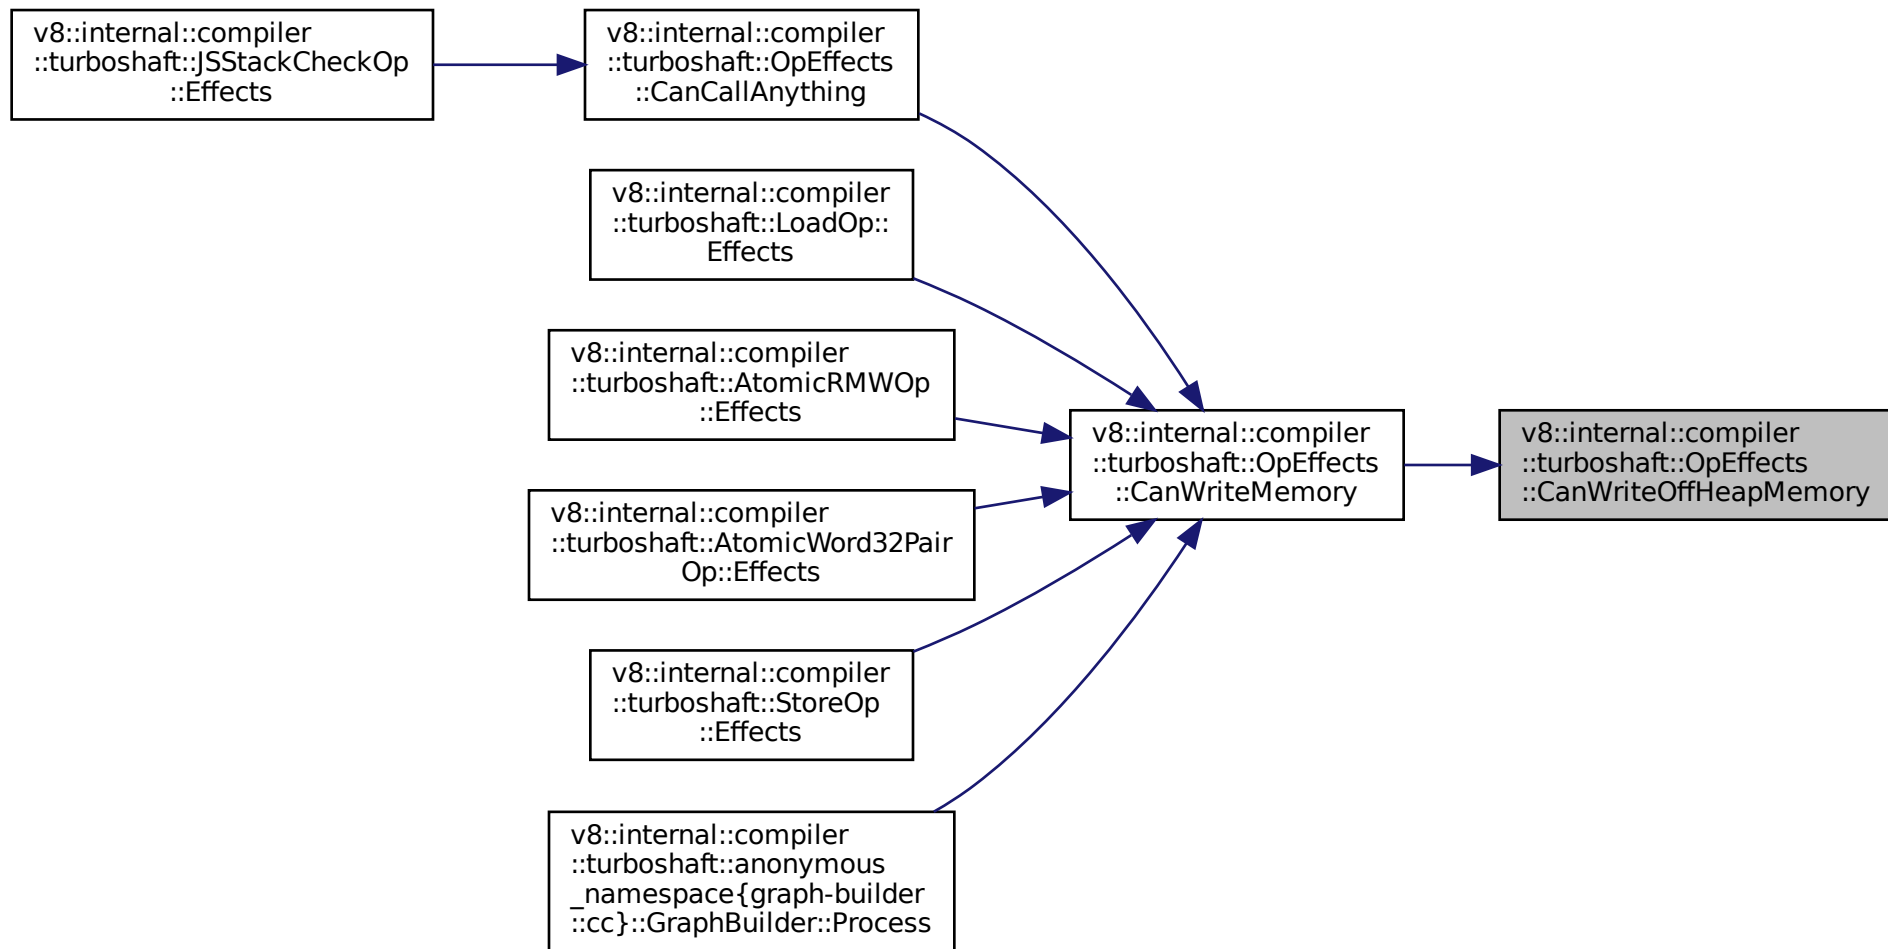 v8::internal::compiler
::turboshaft::JSStackCheckOp
::Effects
v8::internal::compiler
::turboshaft::OpEffects
::CanCallAnything
v8::internal::compiler
::turboshaft::LoadOp::
Effects
v8::internal::compiler
::turboshaft::AtomicRMWOp
::Effects
v8::internal::compiler
::turboshaft::AtomicWord32Pair
Op::Effects
v8::internal::compiler
::turboshaft::StoreOp
::Effects
v8::internal::compiler
::turboshaft::anonymous
_namespace{graph-builder
::cc}::GraphBuilder::Process
v8::internal::compiler
::turboshaft::OpEffects
::CanWriteMemory
v8::internal::compiler
::turboshaft::OpEffects
::CanWriteOffHeapMemory